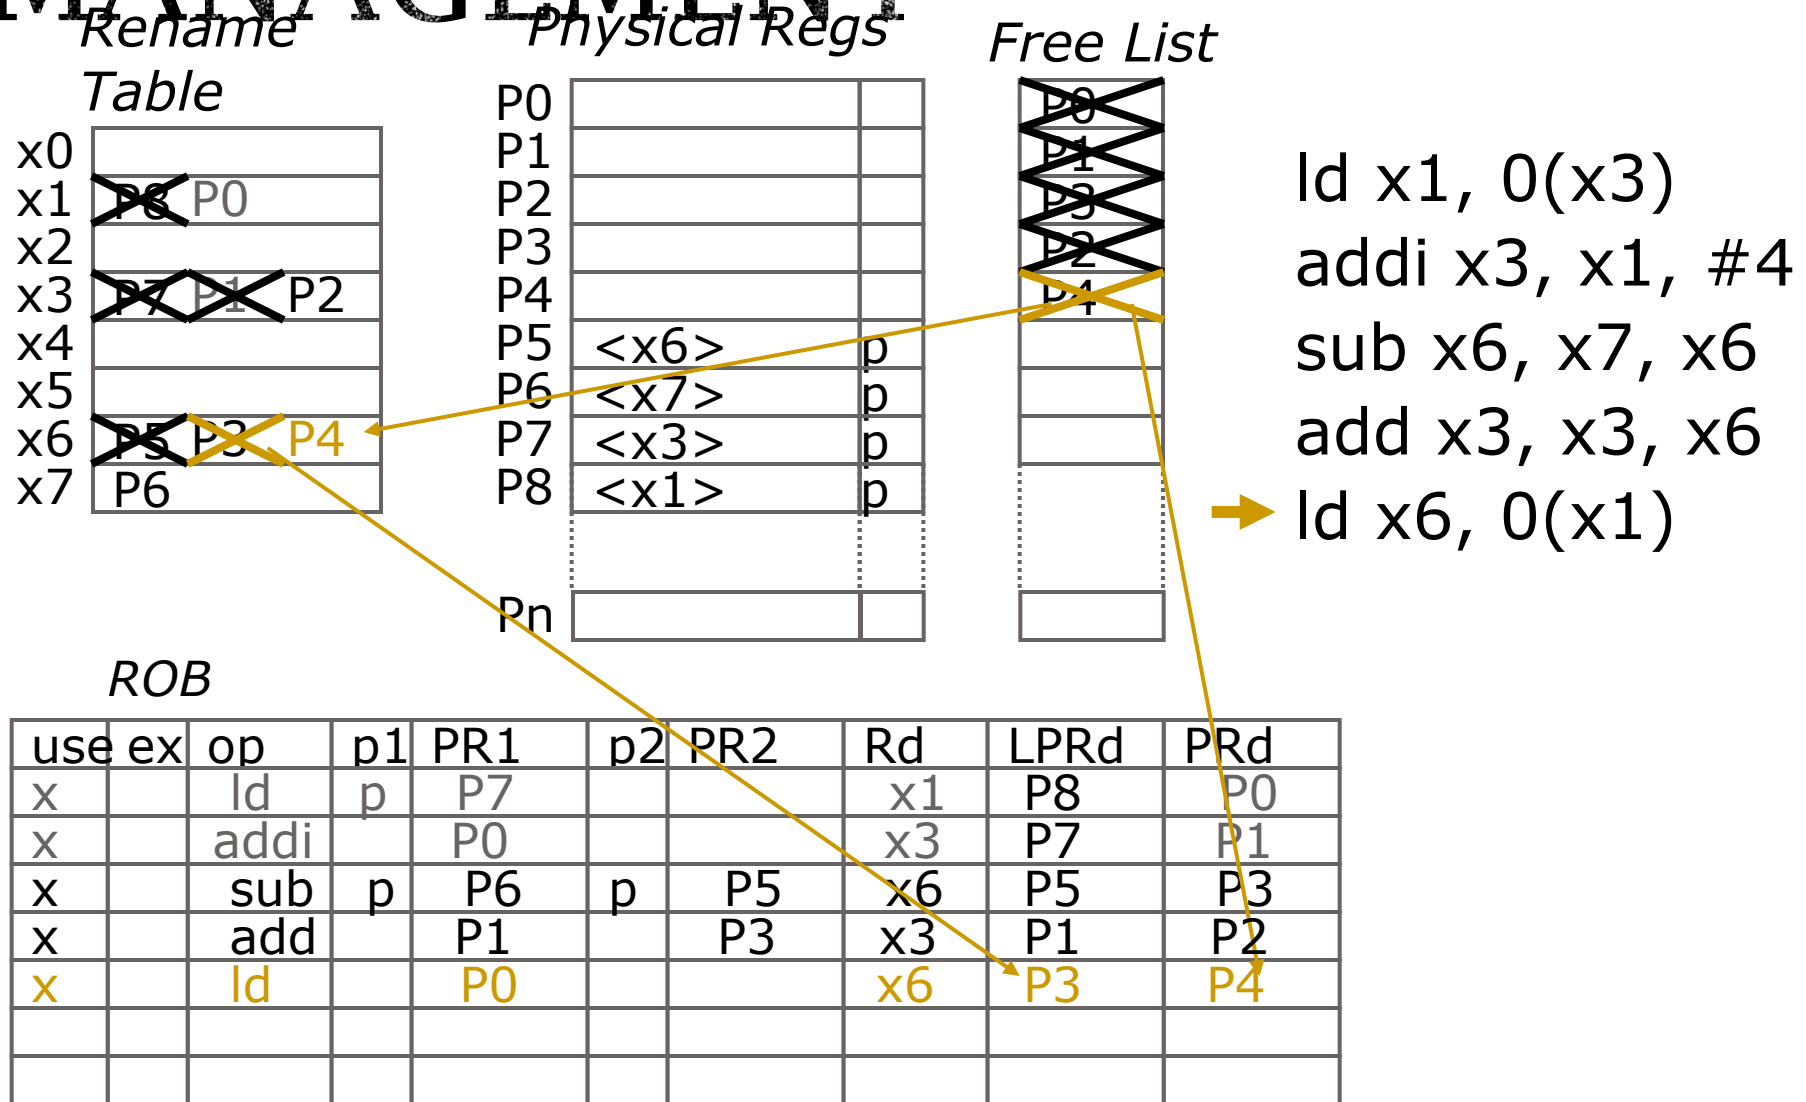 MANAGEMENT
Rename
Table
x0
x1 P8 P0
x2
x3 P7 P1 P2
x4
x5
x6 P5 P3 P4
x7 P6
Physical Regs
P0
P1
P2
P3
P4
P5 <x6> p
P6 <x7> p
P7 <x3> p
P8 <x1> p
Pn
Free List
P0
P1
P3
P2
P4
ld x1, 0(x3)
addi x3, x1, #4
sub x6, x7, x6
add x3, x3, x6
ld x6, 0(x1)
ROB
use ex op p1 PR1 p2 PR2 Rd LPRd PRd
x ld p P7 x1 P8 P0
x addi P0 x3 P7 P1
x sub p P6 p P5 x6 P5 P3
x add P1 P3 x3 P1 P2
x ld P0 x6 P3 P4